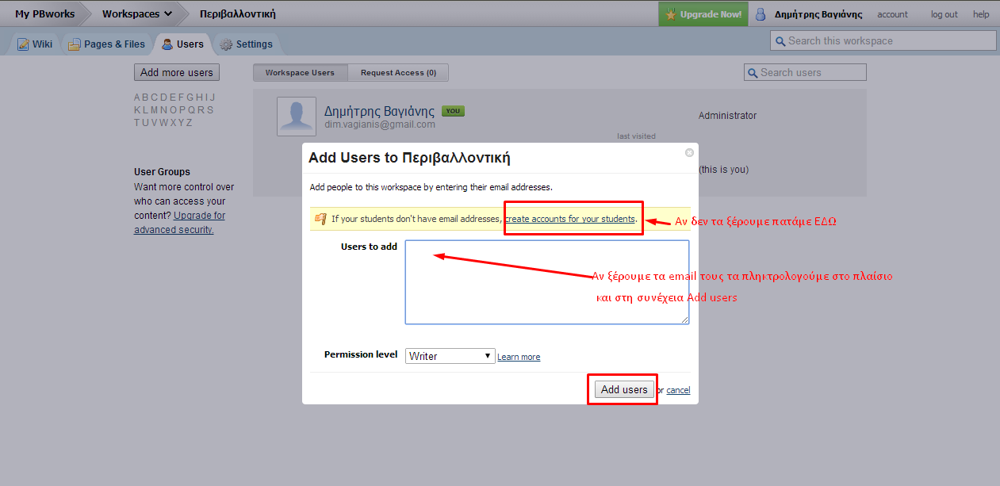 My PBworks Workspaces Περιβαλλοντική Upgrade Now! Δημήτρης Βαγιάνης account log out help
Wiki Pages & Files Users Settings Search this workspace
Add more users Workspace Users Request Access (0) Search users
A B C D E F G H I J
K L M N O P Q R S
T U V W X Y Z
Δημήτρης Βαγιάνης YOU
dim.vagianis@gmail.com
Administrator
last visited
(this is you)
User Groups
Want more control over
who can access your
content? Upgrade for
advanced security.
Add Users to Περιβαλλοντική
Add people to this workspace by entering their email addresses.
If your students don't have email addresses, create accounts for your students.
Αν δεν τα ξέρουμε πατάμε ΕΔΩ
Users to add
Αν ξέρουμε τα email τους τα πληκτρολογούμε στο πλαίσιο
και στη συνέχεια Add users
Permission level Writer Learn more
Add users or cancel